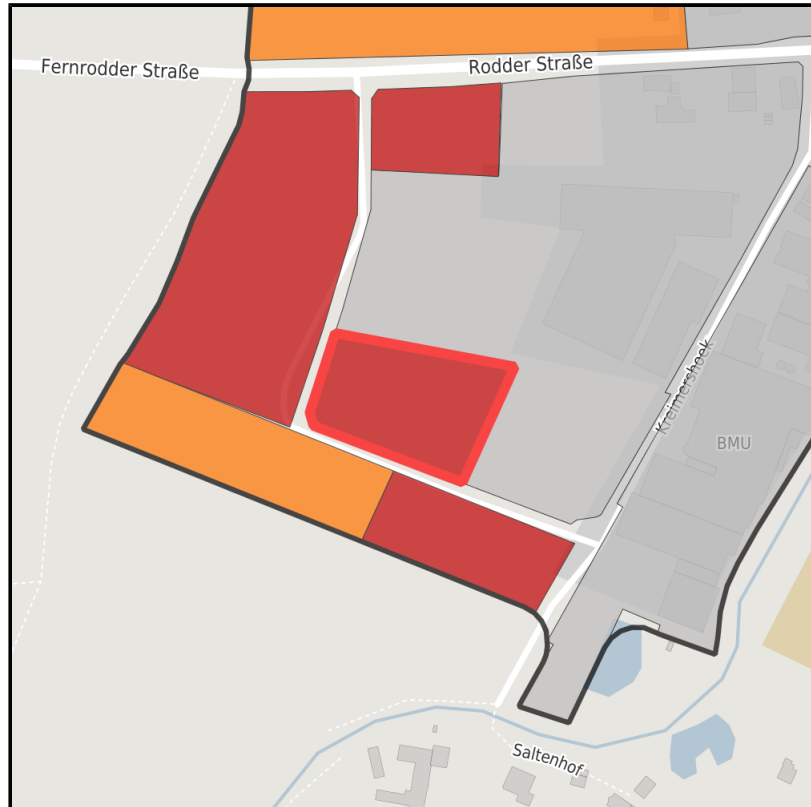 Fernrodder Straße
Rodder Straße
Kreimershoek
BMU
Saltenhof